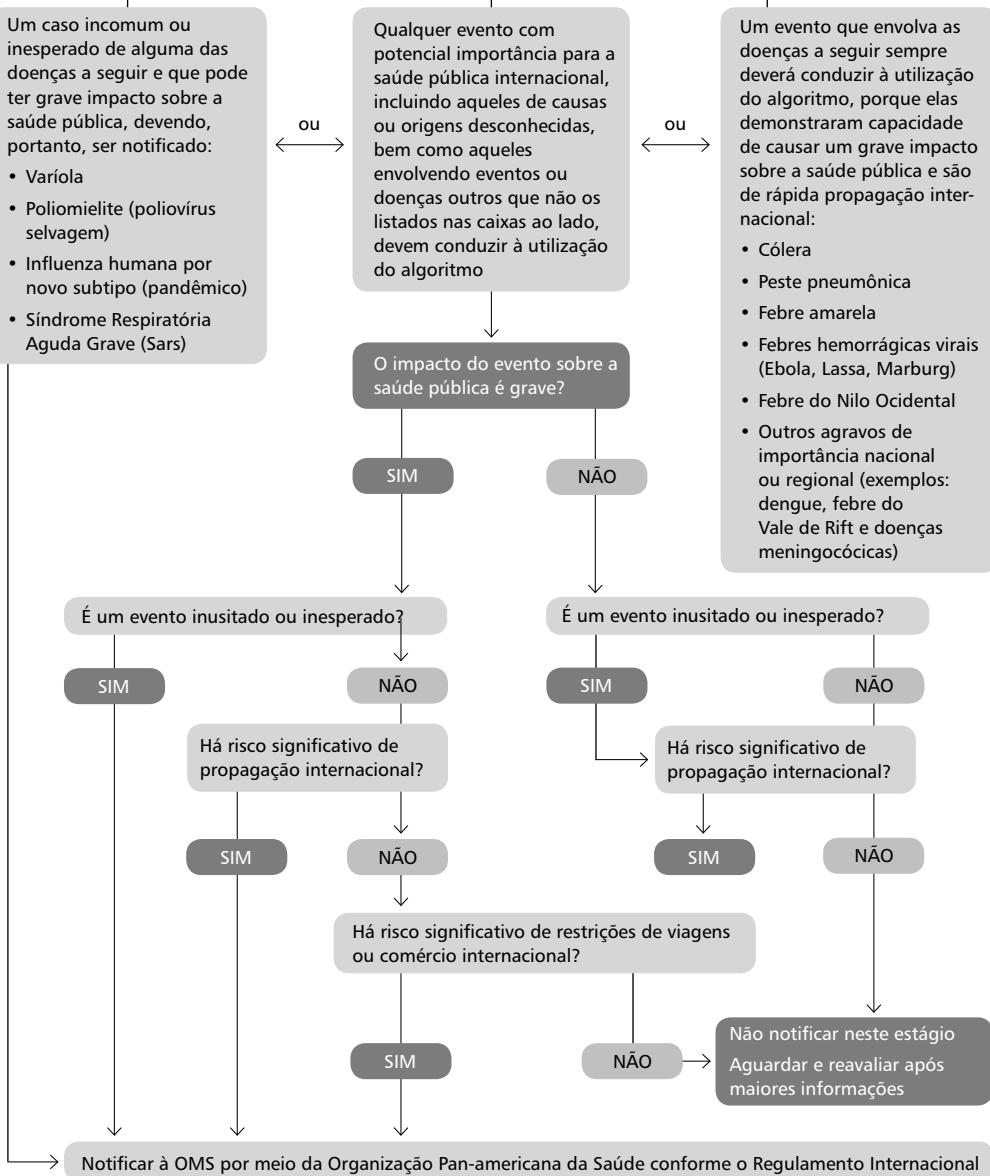 Um caso incomum ou
inesperado de alguma das
doenças a seguir e que pode
ter grave impacto sobre a
saúde pública, devendo,
portanto, ser notificado:
• Varíola
• Poliomielite (poliovírus
selvagem)
• Influenza humana por
novo subtipo (pandêmico)
• Síndrome Respiratória
Aguda Grave (Sars)
ou
Qualquer evento com
potencial importância para a
saúde pública internacional,
incluindo aqueles de causas
ou origens desconhecidas,
bem como aqueles
envolvendo eventos ou
doenças outros que não os
listados nas caixas ao lado,
devem conduzir à utilização
do algoritmo
ou
Um evento que envolva as
doenças a seguir sempre
deverá conduzir à utilização
do algoritmo, porque elas
demonstraram capacidade
de causar um grave impacto
sobre a saúde pública e são
de rápida propagação inter-
nacional:
• Cólera
• Peste pneumônica
• Febre amarela
• Febres hemorrágicas virais
(Ebola, Lassa, Marburg)
• Febre do Nilo Ocidental
• Outros agravos de
importância nacional
ou regional (exemplos:
dengue, febre do
Vale de Rift e doenças
meningocócicas)
O impacto do evento sobre a
saúde pública é grave?
SIM
NÃO
É um evento inusitado ou inesperado?
É um evento inusitado ou inesperado?
SIM
NÃO
SIM
NÃO
Há risco significativo de
propagação internacional?
Há risco significativo de
propagação internacional?
SIM
NÃO
SIM
NÃO
Há risco significativo de restrições de viagens
ou comércio internacional?
SIM
NÃO
Não notificar neste estágio
Aguardar e reavaliar após
maiores informações
Notificar à OMS por meio da Organização Pan-americana da Saúde conforme o Regulamento Internacional